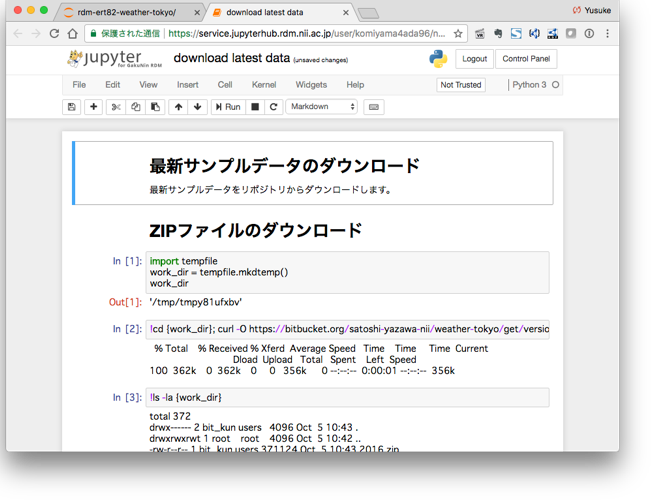 rdm-ert82-weather-tokyo/
download latest data
Yusuke
保護された通信 https://service.jupyterhub.rdm.nii.ac.jp/user/komiyama4ada96/n...
jupyter
for GakuNin RDM
download latest data (unsaved changes)
Logout
Control Panel
File Edit View Insert Cell Kernel Widgets Help
Not Trusted
Python 3
Run
Markdown
最新サンプルデータのダウンロード
最新サンプルデータをリポジトリからダウンロードします。
ZIPファイルのダウンロード
In [1]: import tempfile
work_dir = tempfile.mkdtemp()
work_dir
Out[1]: '/tmp/tmpy81ufxbv'
In [2]: !cd {work_dir}; curl -O https://bitbucket.org/satoshi-yazawa-nii/weather-tokyo/get/versio
% Total % Received % Xferd Average Speed Time Time Time Current
Dload Upload Total Spent Left Speed
100 362k 0 362k 0 0 356k 0 --:--:-- 0:00:01 --:--:-- 356k
In [3]: !ls -la {work_dir}
total 372
drwx------ 2 bit_kun users 4096 Oct 5 10:43 .
drwxrwxrwt 1 root root 4096 Oct 5 10:42 ..
-rw-r--r-- 1 bit_kun users 371124 Oct 5 10:43 2016.zip